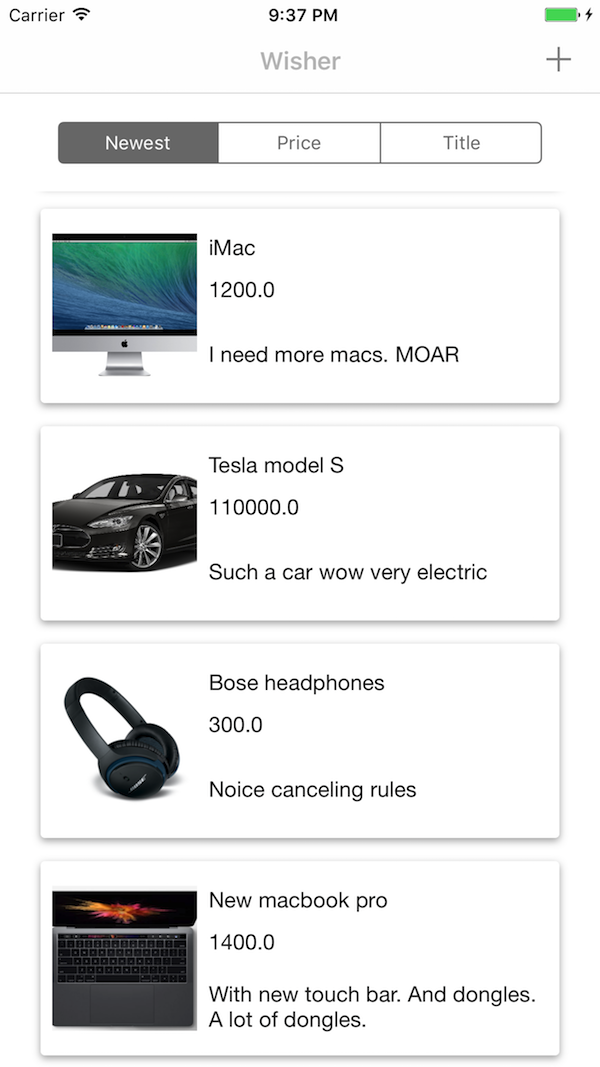 Carrier 9:37 PM
Wisher
Newest Price Title
iMac
1200.0
I need more macs. MOAR
Tesla model S
110000.0
Such a car wow very electric
Bose headphones
300.0
Noice canceling rules
BOSE
New macbook pro
1400.0
With new touch bar. And dongles.
A lot of dongles.